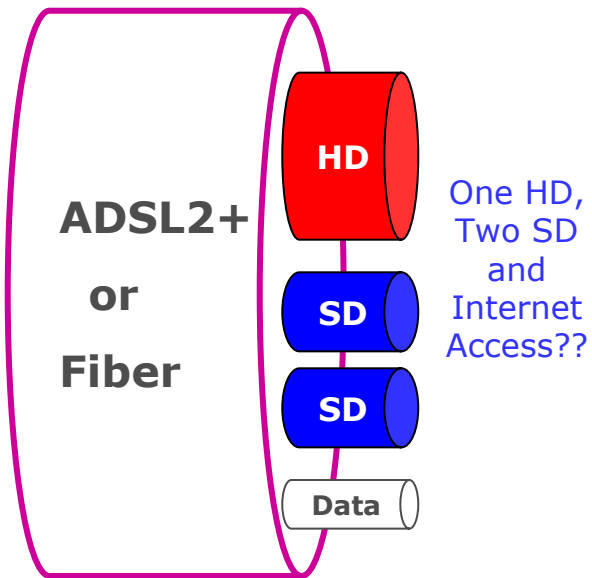 ADSL2+
or
Fiber
HD
SD
SD
Data
One HD,
Two SD
and
Internet
Access??